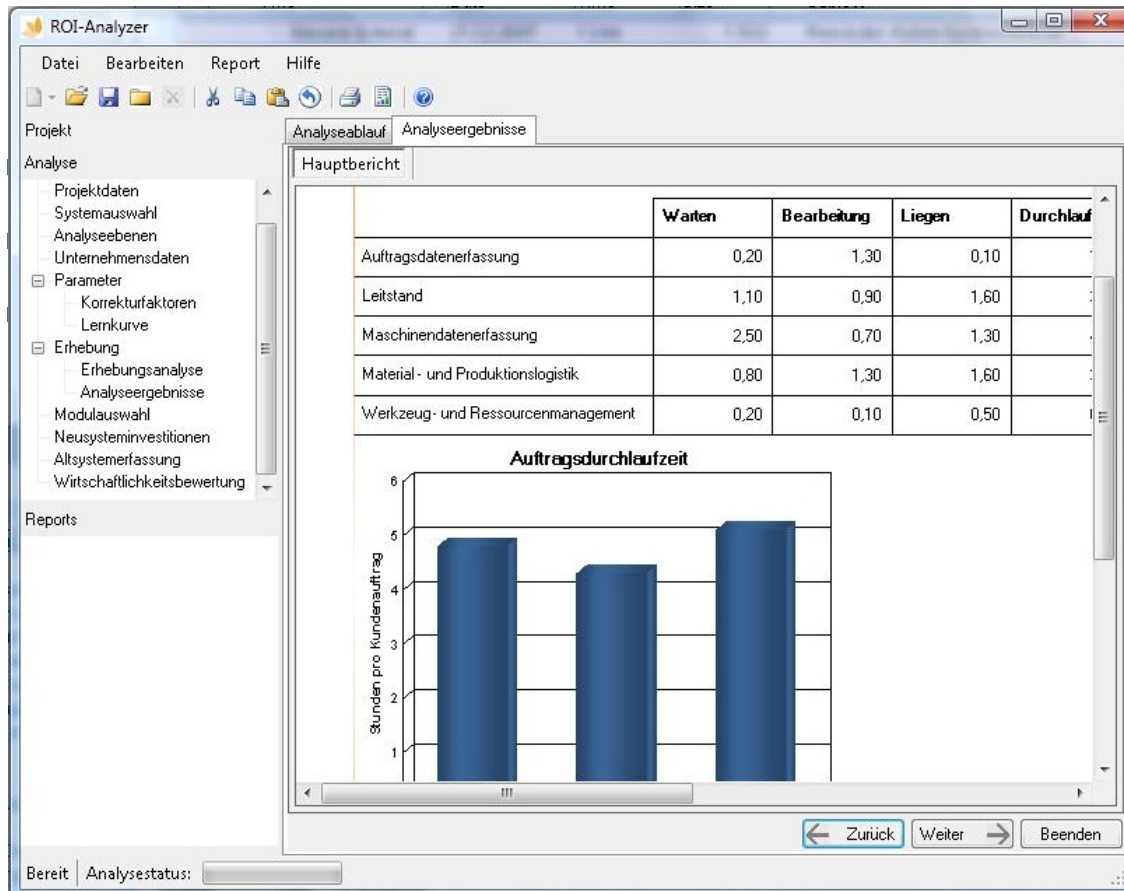 ROI-Analyzer
Datei Bearbeiten Report Hilfe
Projekt
Analyse
Projektdaten
Systemauswahl
Analyseebenen
Unternehmensdaten
Parameter
Korrekturfaktoren
Lernkurve
Erhebung
Erhebungsanalyse
Analyseergebnisse
Modulauswahl
Neusysteminvestitionen
Altsystemerfassung
Wirtschaftlichkeitsbewertung
Reports
Analyseablauf Analyseergebnisse
Hauptbericht
Warten Bearbeitung Liegen Durchlauf
Auftragsdatenerfassung 0,20 1,30 0,10
Leitstand 1,10 0,90 1,60
Maschinendatenerfassung 2,50 0,70 1,30
Material- und Produktionslogistik 0,80 1,30 1,60
Werkzeug- und Ressourcenmanagement 0,20 0,10 0,50
Auftragsdurchlaufzeit
Stunden pro Kundenauftrag
6
5
4
3
2
1
Zurück Weiter Beenden
Bereit Analysestatus: